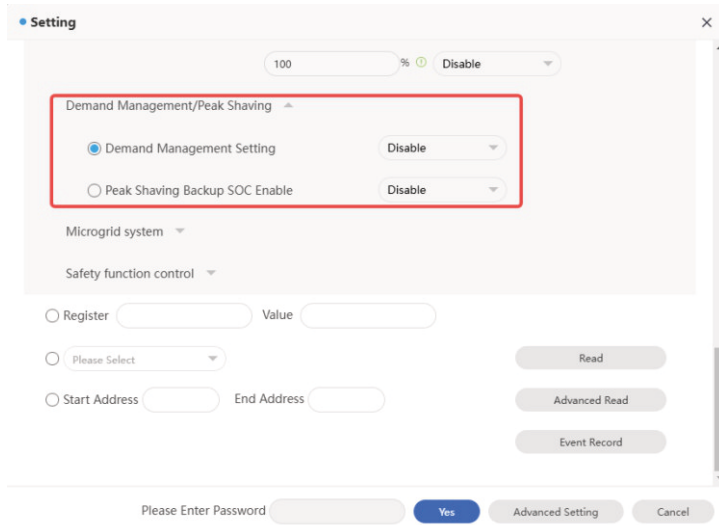 Setting
100 % Disable
Demand Management/Peak Shaving
Demand Management Setting Disable
Peak Shaving Backup SOC Enable Disable
Microgrid system
Safety function control
Register Value
Please Select Read
Start Address End Address Advanced Read
Event Record
Please Enter Password Yes Advanced Setting Cancel